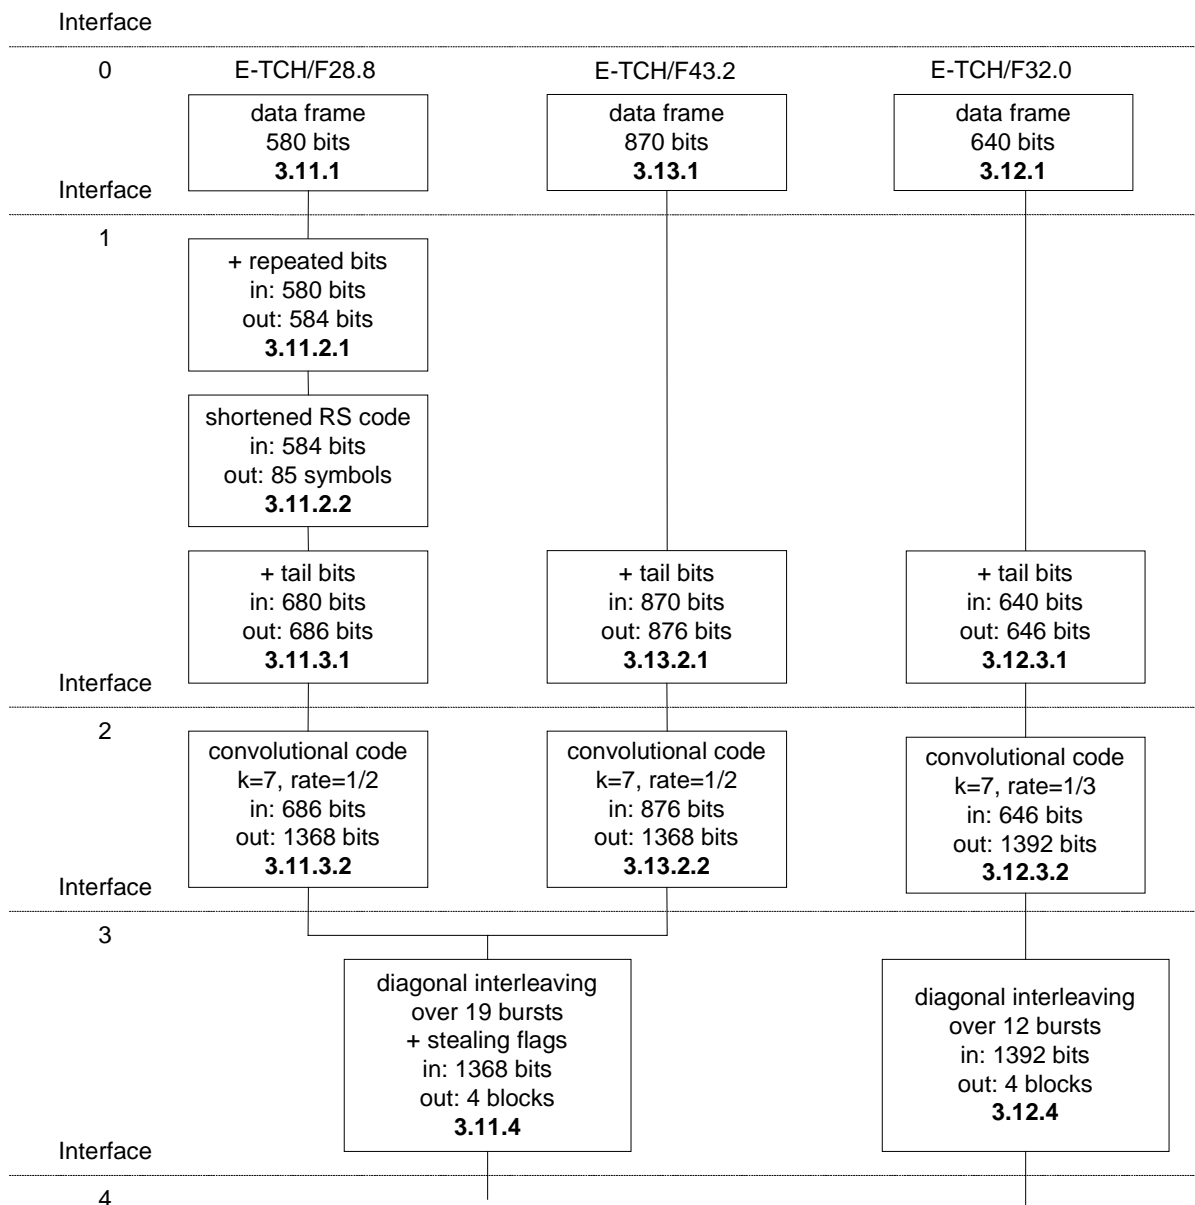 Interface
0
E-TCH/F28.8
E-TCH/F43.2
E-TCH/F32.0
data frame
580 bits
3.11.1
data frame
870 bits
3.13.1
data frame
640 bits
3.12.1
Interface
1
+ repeated bits
in: 580 bits
out: 584 bits
3.11.2.1
shortened RS code
in: 584 bits
out: 85 symbols
3.11.2.2
+ tail bits
in: 680 bits
out: 686 bits
3.11.3.1
+ tail bits
in: 870 bits
out: 876 bits
3.13.2.1
+ tail bits
in: 640 bits
out: 646 bits
3.12.3.1
Interface
2
convolutional code
k=7, rate=1/2
in: 686 bits
out: 1368 bits
3.11.3.2
convolutional code
k=7, rate=1/2
in: 876 bits
out: 1368 bits
3.13.2.2
convolutional code
k=7, rate=1/3
in: 646 bits
out: 1392 bits
3.12.3.2
Interface
3
diagonal interleaving
over 19 bursts
+ stealing flags
in: 1368 bits
out: 4 blocks
3.11.4
diagonal interleaving
over 12 bursts
in: 1392 bits
out: 4 blocks
3.12.4
Interface
4